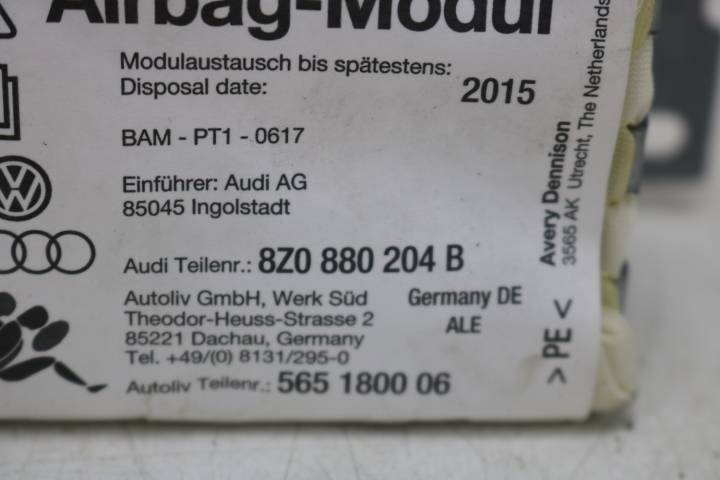 Airbag-Modul
Modulaustausch bis spätestens:
Disposal date: 2015
BAM - PT1 - 0617
Einführer: Audi AG
85045 Ingolstadt
Audi Teilenr.: 8Z0 880 204 B
Autoliv GmbH, Werk Süd
Theodor-Heuss-Strasse 2
85221 Dachau, Germany
Tel. +49/(0) 8131/295-0
Germany DE
ALE
Autoliv Teilenr.: 565 1800 06
Avery Dennison
3565 AK Utrecht, The Netherlands
> PE <